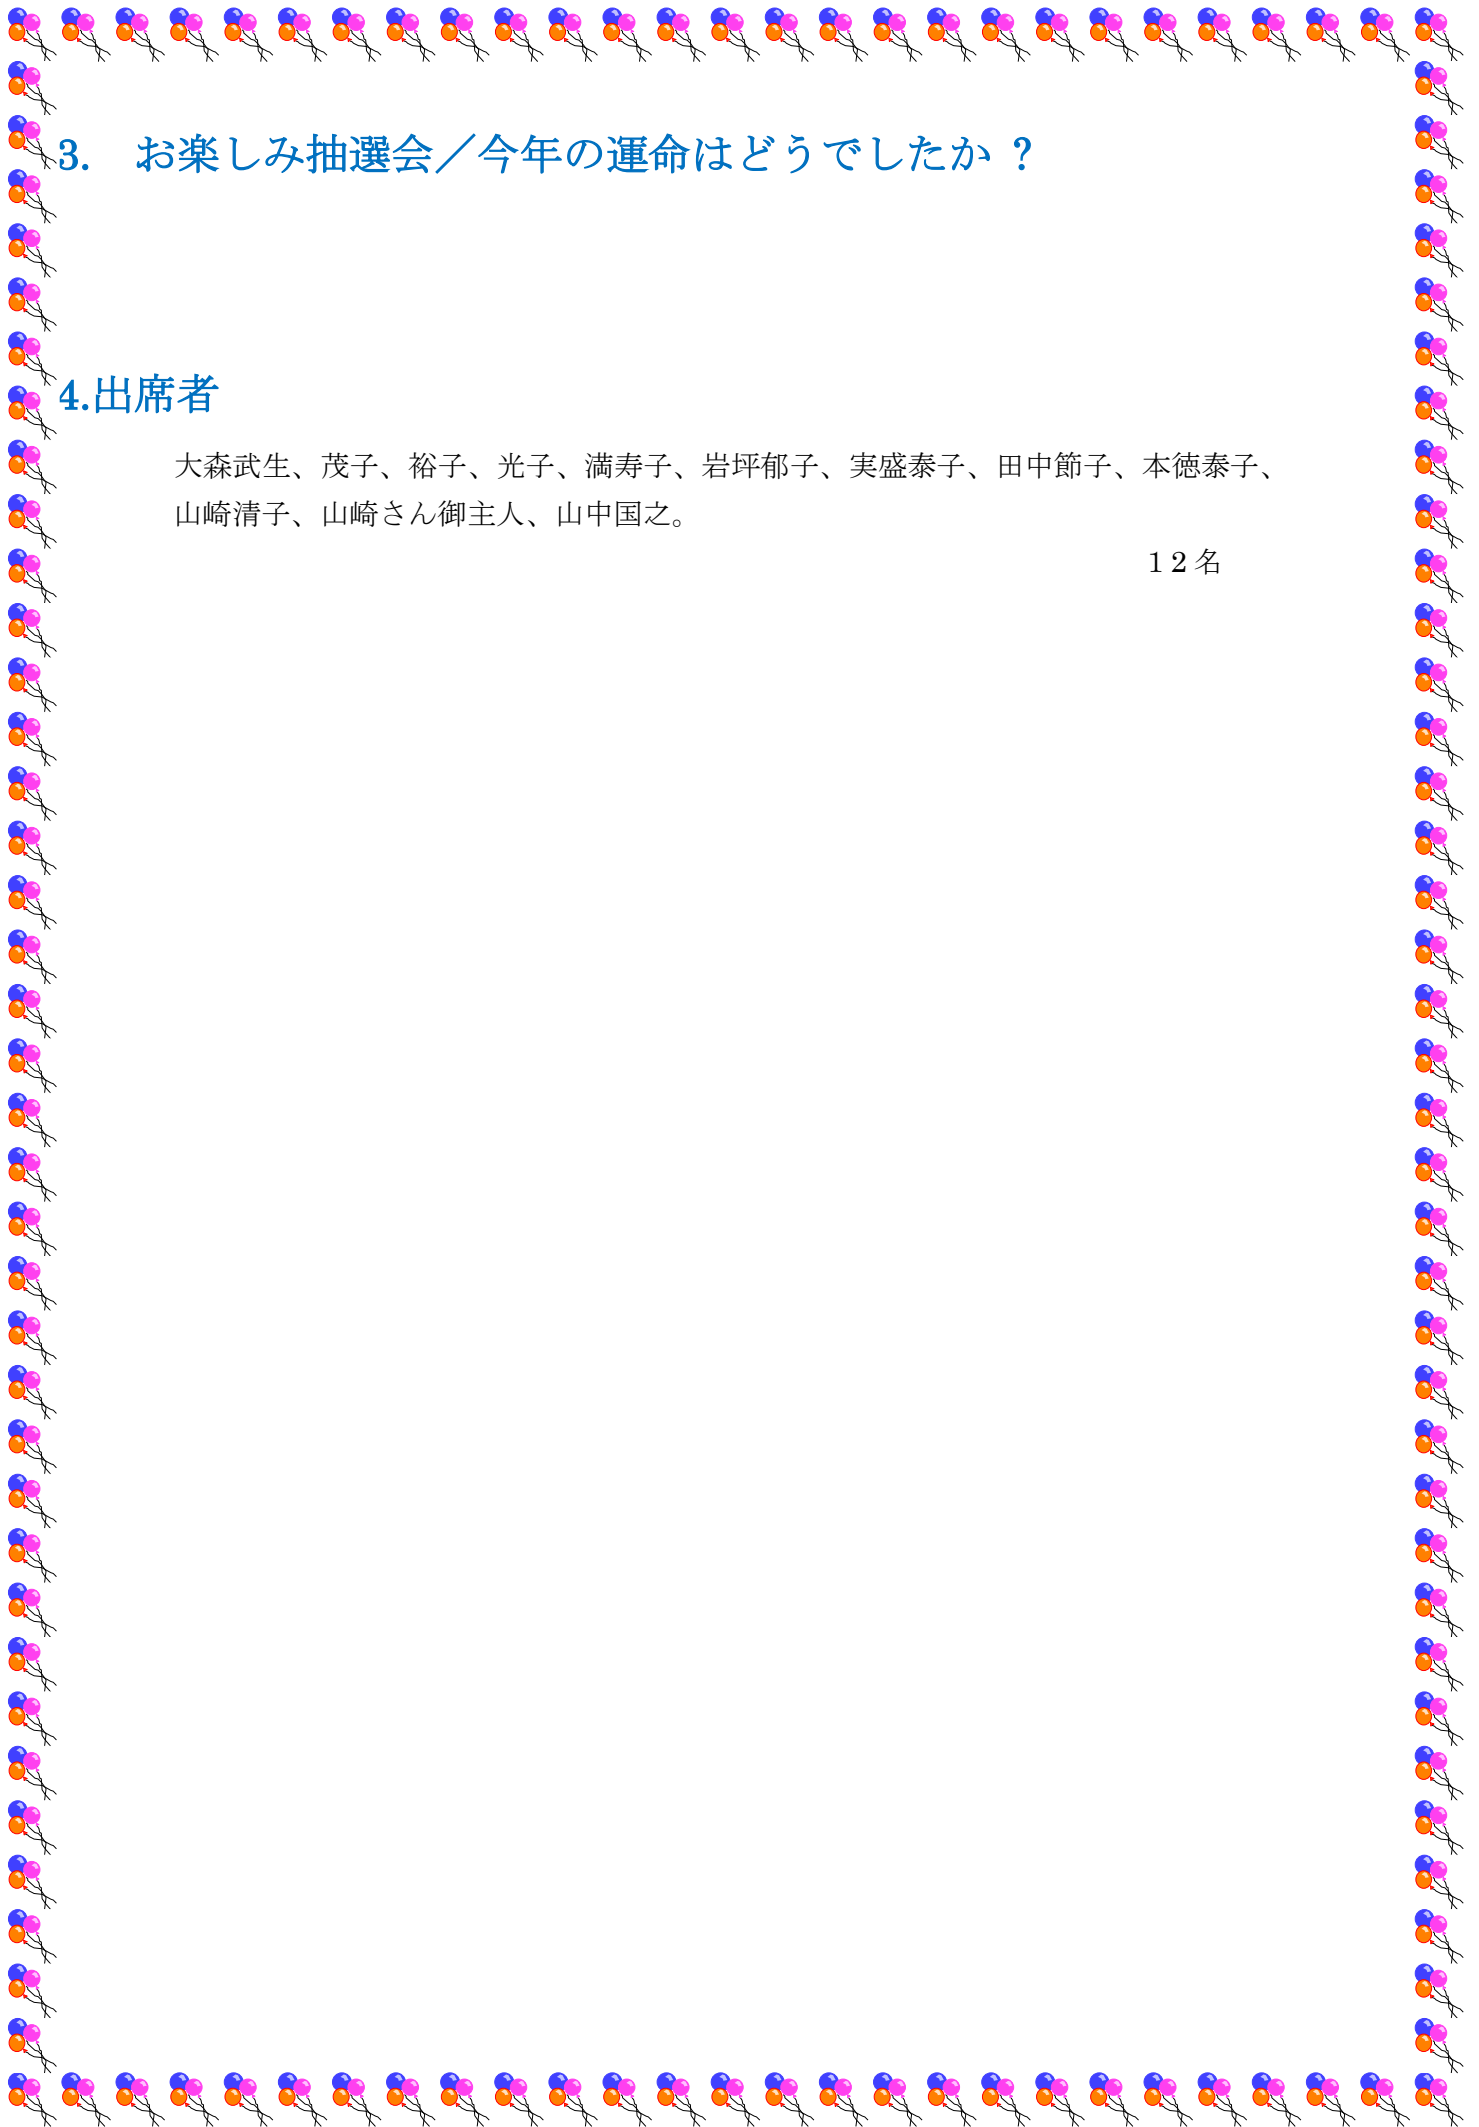 3.　お楽しみ抽選会／今年の運命はどうでしたか？
4.出席者
大森武生、茂子、裕子、光子、満寿子、岩坪郁子、実盛泰子、田中節子、本徳泰子、
山崎清子、山崎さん御主人、山中国之。
１２名